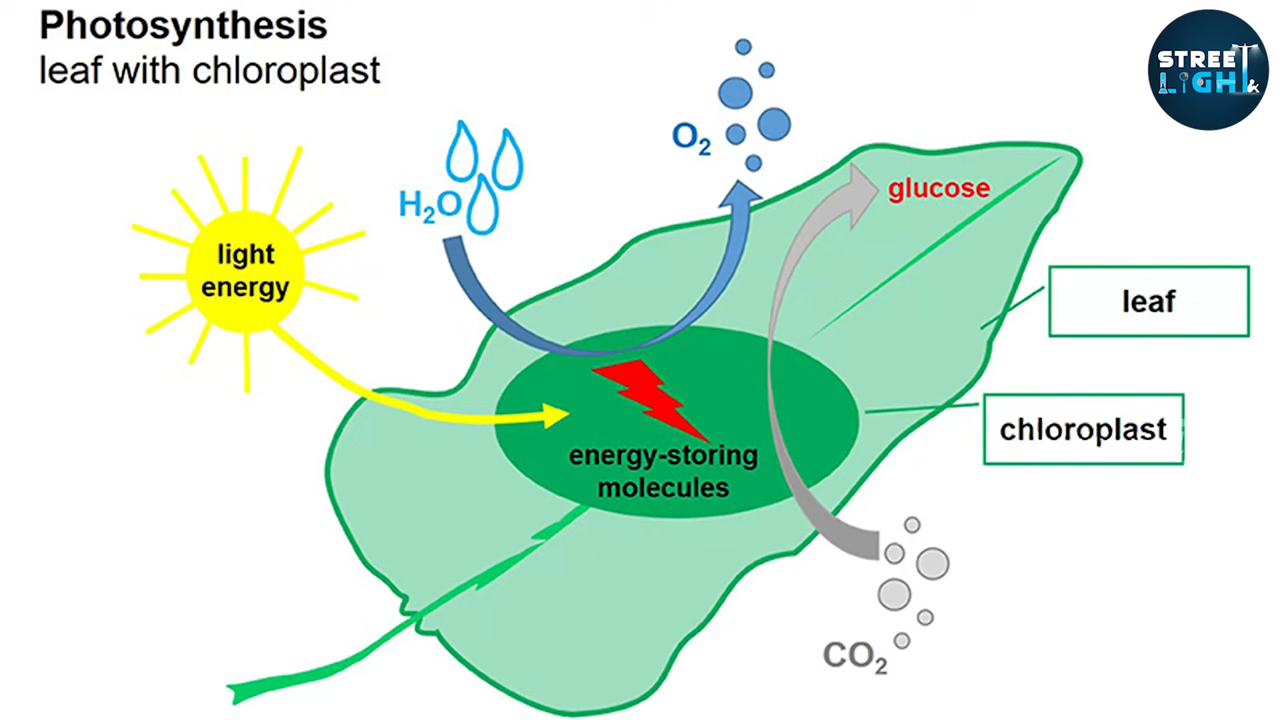 Photosynthesis
leaf with chloroplast
STREET
LIGHT
O₂
H₂O
glucose
light
energy
leaf
chloroplast
energy-storing
molecules
CO₂